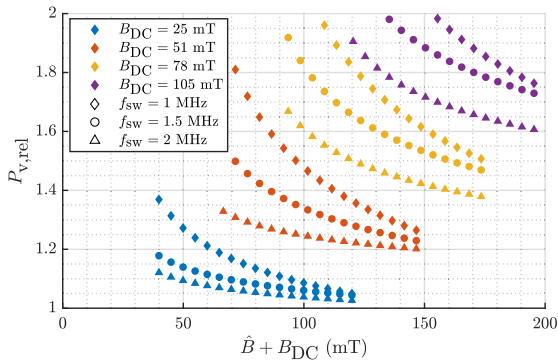 2
1.8
1.6
1.4
1.2
1
P_v,rel
B_DC = 25 mT
B_DC = 51 mT
B_DC = 78 mT
B_DC = 105 mT
f_sw = 1 MHz
f_sw = 1.5 MHz
f_sw = 2 MHz
0 50 100 150 200
B̂ + B_DC (mT)